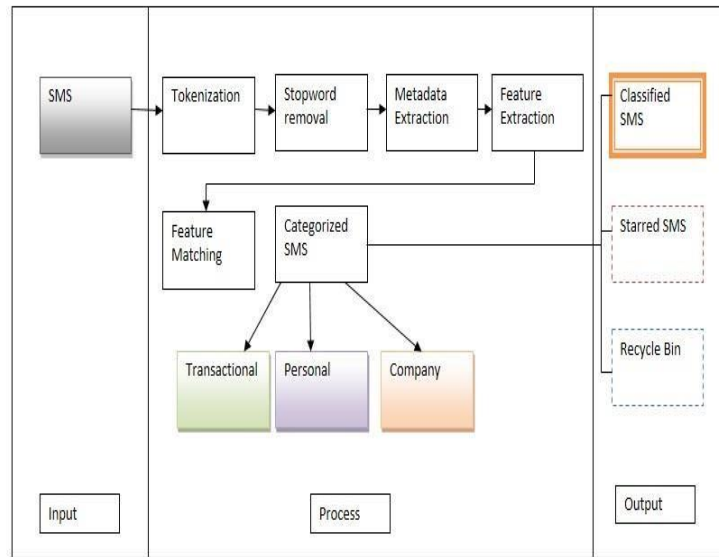 SMS
Tokenization
Stopword
removal
Metadata
Extraction
Feature
Extraction
Classified
SMS
Feature
Matching
Categorized
SMS
Starred SMS
Transactional
Personal
Company
Recycle Bin
Input
Process
Output